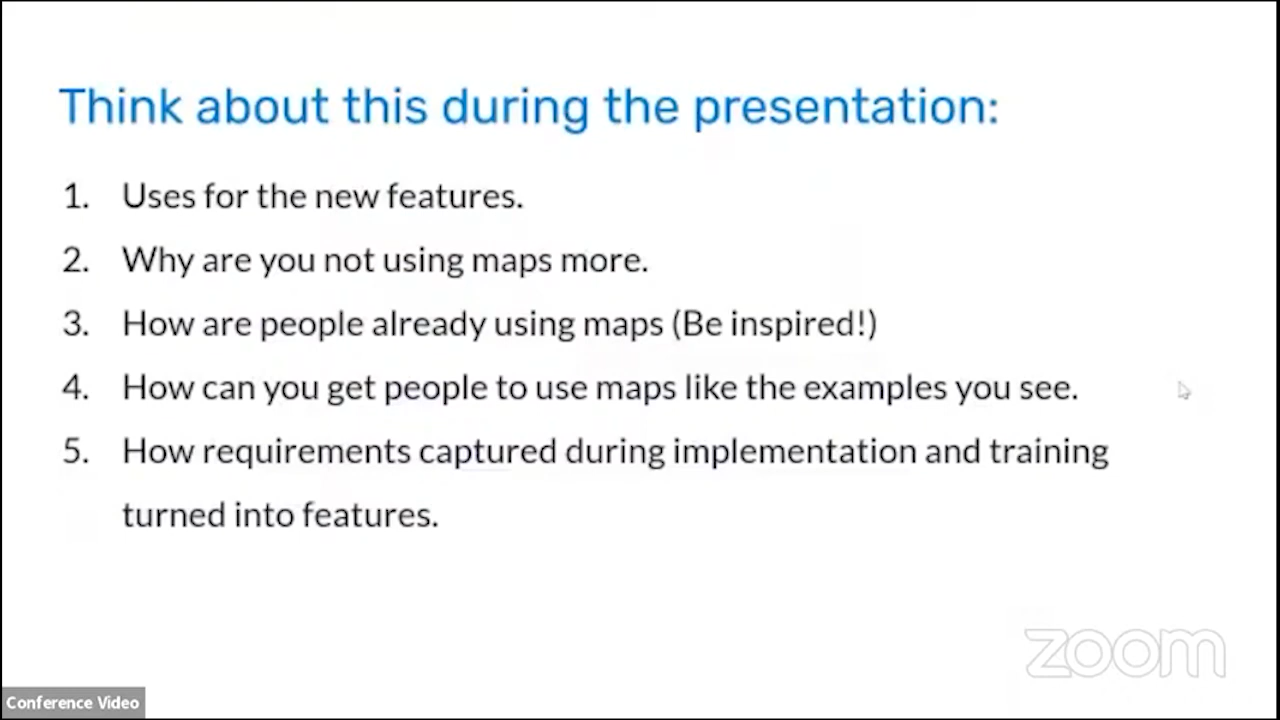 Think about this during the presentation:
1. Uses for the new features.
2. Why are you not using maps more.
3. How are people already using maps (Be inspired!)
4. How can you get people to use maps like the examples you see.
5. How requirements captured during implementation and training
turned into features.
zoom
Conference Video